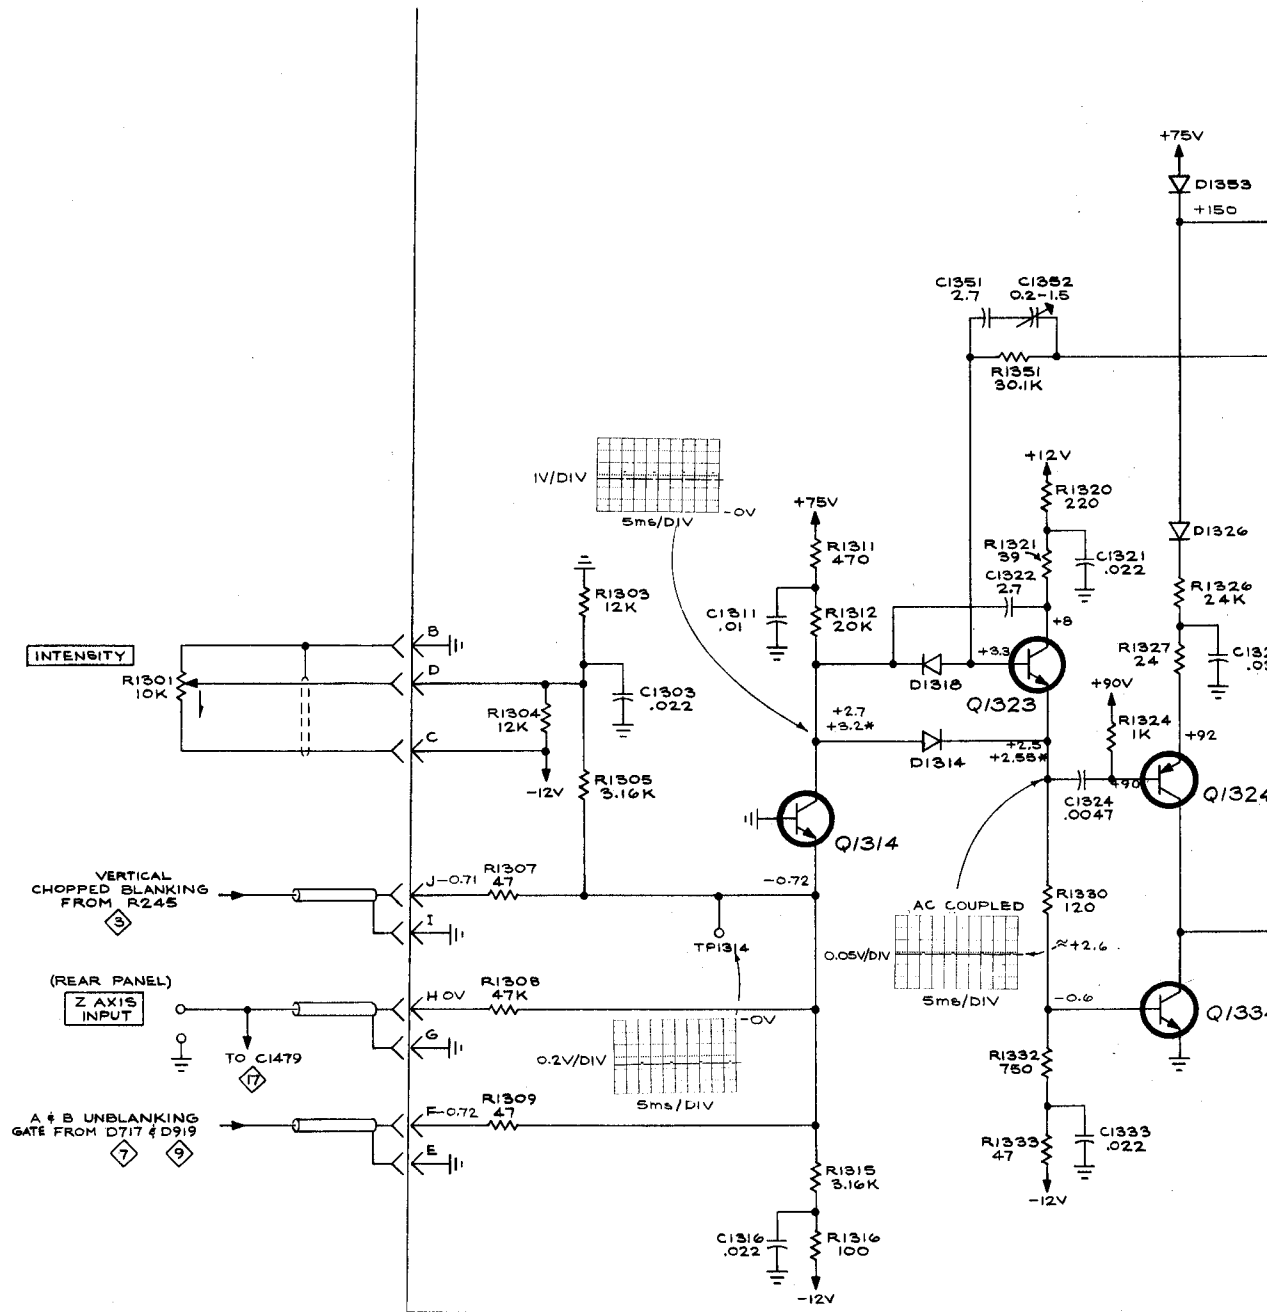 +75V
D1353
+150
C1351
2.7
C1352
0.2-1.5
R1351
30.1K
1V/DIV
-0V
5ms/DIV
+75V
R1311
470
C1311
.01
R1312
20K
+12V
R1320
220
R1321
39
C1321
.022
C1322
2.7
+8
+3.3
D1318
Q1323
D1326
R1326
24K
R1327
24
+92
+90V
R1324
1K
+90
Q1324
C1324
.0047
+2.7
+3.2*
D1314
+2.5
+2.55*
R1303
12K
C1303
.022
R1304
12K
-12V
R1305
3.16K
INTENSITY
R1301
10K
B
D
C
Q1314
VERTICAL
CHOPPED BLANKING
FROM R245
3
J -0.71
R1307
47
-0.72
I
TP1314
AC COUPLED
0.05V/DIV
≈+2.6
5ms/DIV
R1330
120
(REAR PANEL)
Z AXIS
INPUT
TO C1479
17
H 0V
R1308
47K
G
-0V
0.2V/DIV
5ms/DIV
-0.6
Q1334
R1332
750
A & B UNBLANKING
GATE FROM D717 & D919
7
9
F -0.72
R1309
47
E
R1333
47
C1333
.022
-12V
R1315
3.16K
C1316
.022
R1316
100
-12V